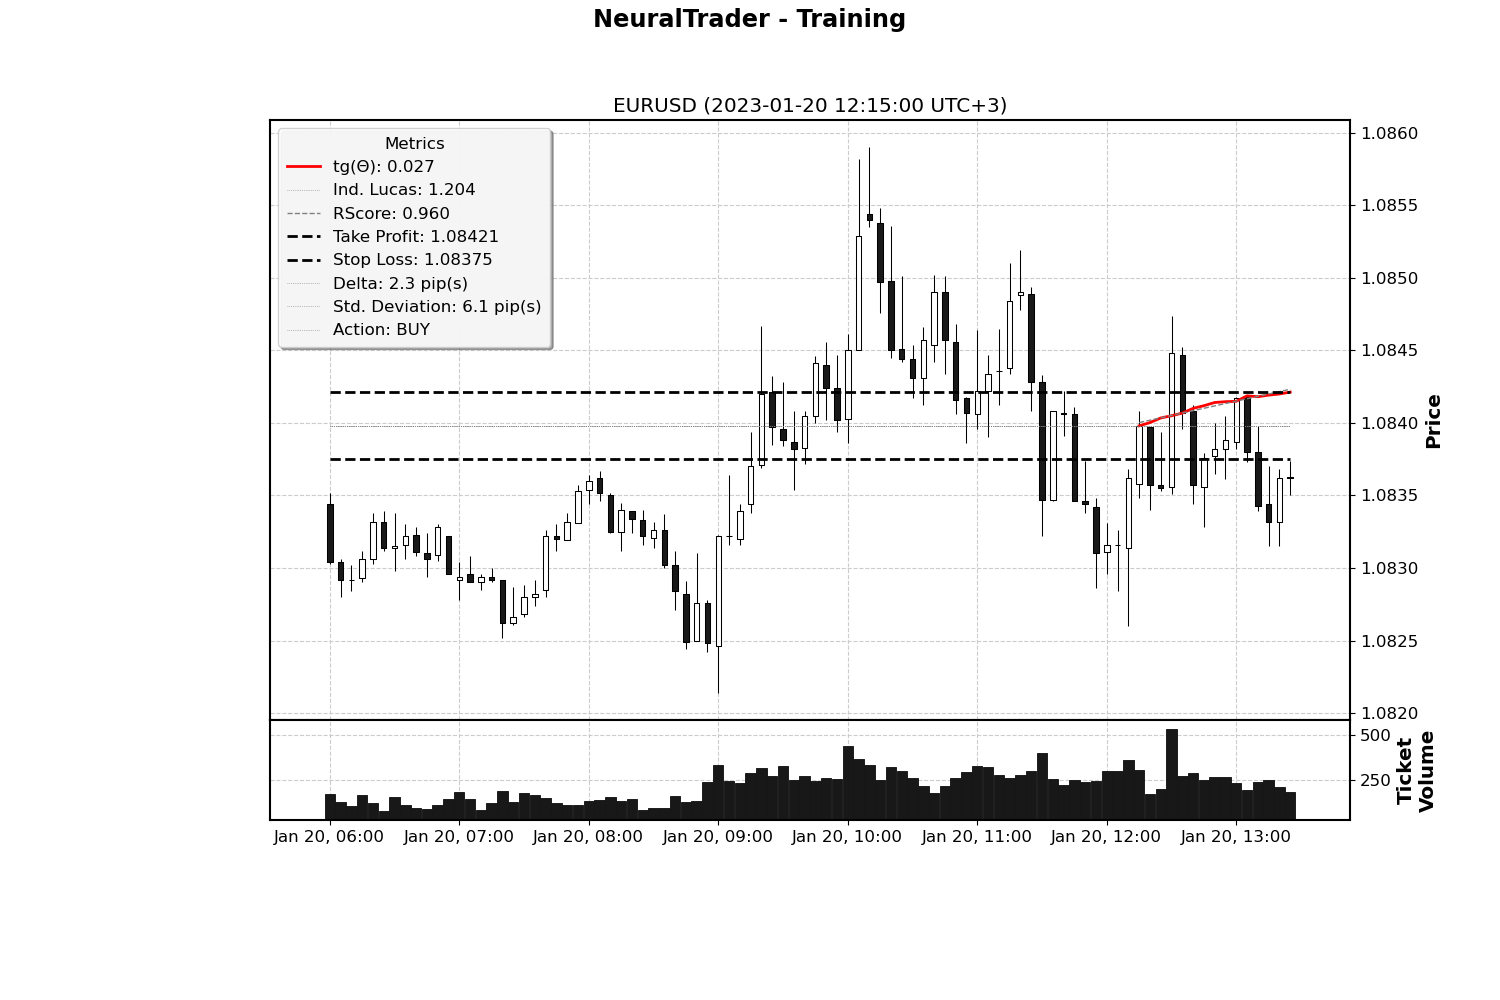 NeuralTrader - Training
EURUSD (2023-01-20 12:15:00 UTC+3)
Metrics
tg(Θ): 0.027
Ind. Lucas: 1.204
RScore: 0.960
Take Profit: 1.08421
Stop Loss: 1.08375
Delta: 2.3 pip(s)
Std. Deviation: 6.1 pip(s)
Action: BUY
1.0860
1.0855
1.0850
1.0845
1.0840
1.0835
1.0830
1.0825
1.0820
Price
500
250
Ticket
Volume
Jan 20, 06:00
Jan 20, 07:00
Jan 20, 08:00
Jan 20, 09:00
Jan 20, 10:00
Jan 20, 11:00
Jan 20, 12:00
Jan 20, 13:00